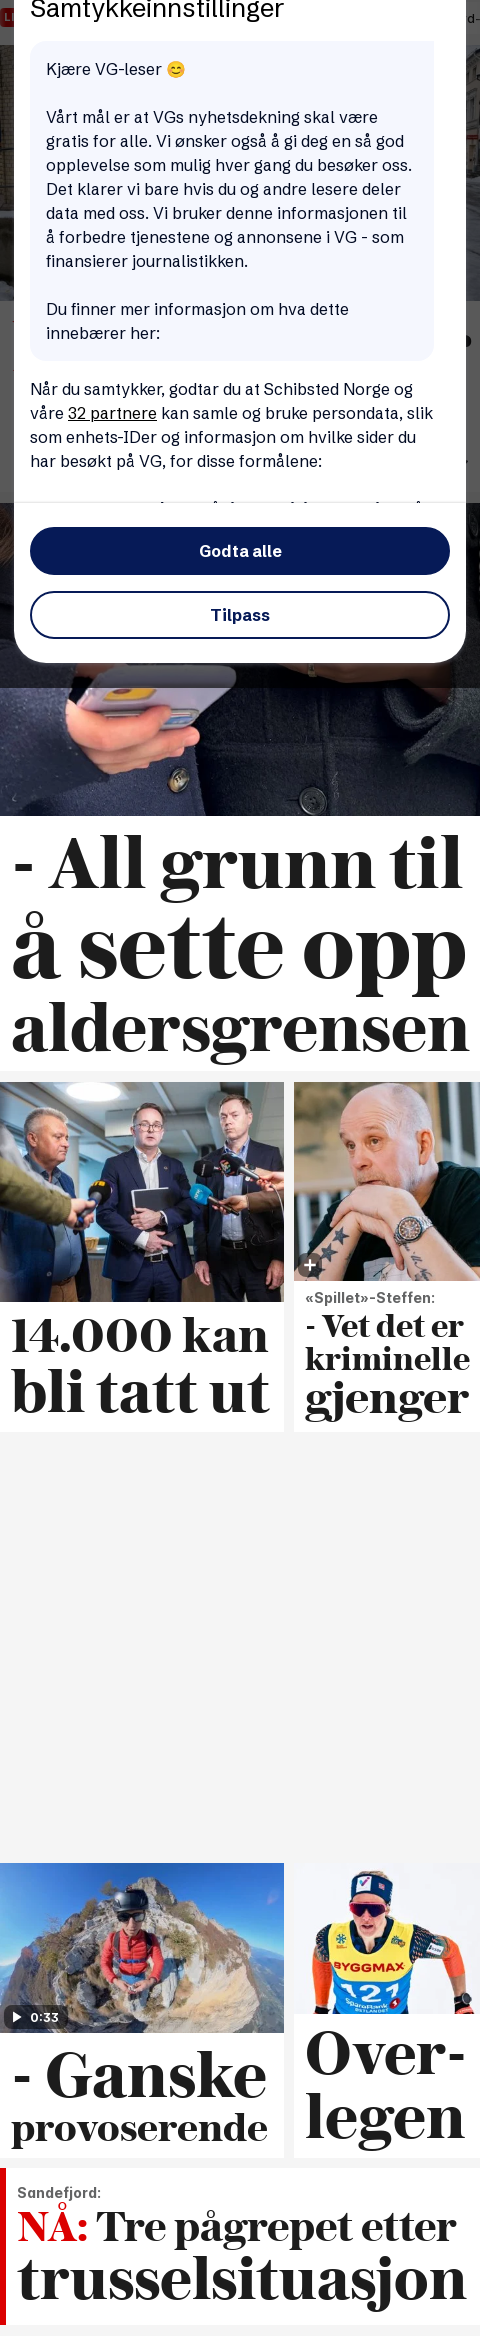 Samtykkeinnstillinger
Kjære VG-leser 😊
Vårt mål er at VGs nyhetsdekning skal være
gratis for alle. Vi ønsker også å gi deg en så god
opplevelse som mulig hver gang du besøker oss.
Det klarer vi bare hvis du og andre lesere deler
data med oss. Vi bruker denne informasjonen til
å forbedre tjenestene og annonsene i VG - som
finansierer journalistikken.
Du finner mer informasjon om hva dette
innebærer her:
Når du samtykker, godtar du at Schibsted Norge og
våre 32 partnere kan samle og bruke persondata, slik
som enhets-IDer og informasjon om hvilke sider du
har besøkt på VG, for disse formålene:
Godta alle
Tilpass
- All grunn til
å sette opp
aldersgrensen
14.000 kan
bli tatt ut
«Spillet»-Steffen:
- Vet det er
kriminelle
gjenger
0:33
BYGGMAX
121
- Ganske
provoserende
Over-
legen
Sandefjord:
NÅ: Tre pågrepet etter
trusselsituasjon